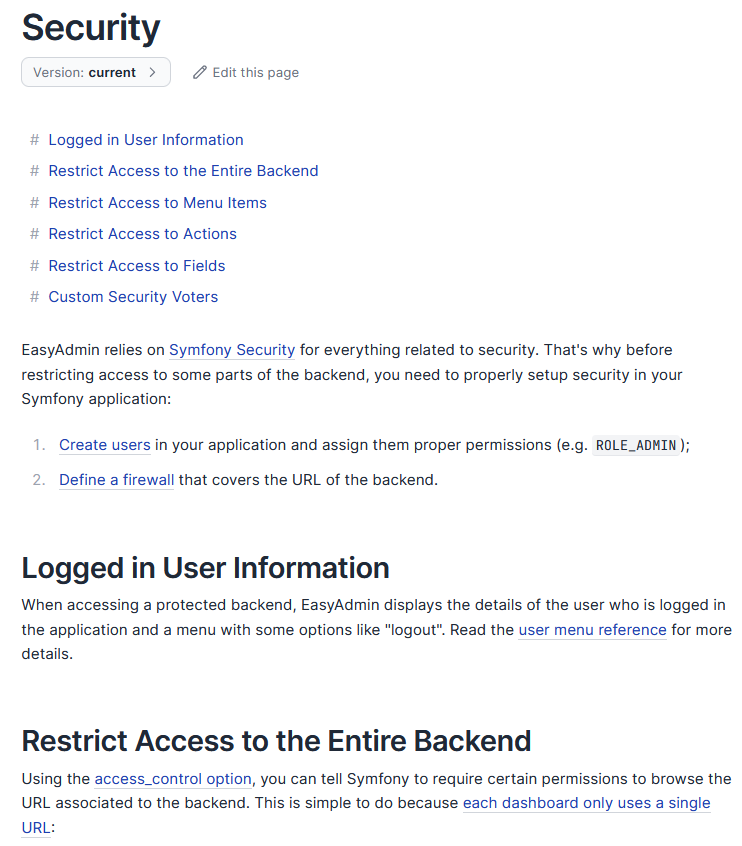 Security
Version: current
Edit this page
# Logged in User Information
# Restrict Access to the Entire Backend
# Restrict Access to Menu Items
# Restrict Access to Actions
# Restrict Access to Fields
# Custom Security Voters
EasyAdmin relies on Symfony Security for everything related to security. That's why before
restricting access to some parts of the backend, you need to properly setup security in your
Symfony application:
1. Create users in your application and assign them proper permissions (e.g. ROLE_ADMIN);
2. Define a firewall that covers the URL of the backend.
Logged in User Information
When accessing a protected backend, EasyAdmin displays the details of the user who is logged in
the application and a menu with some options like "logout". Read the user menu reference for more
details.
Restrict Access to the Entire Backend
Using the access_control option, you can tell Symfony to require certain permissions to browse the
URL associated to the backend. This is simple to do because each dashboard only uses a single
URL: